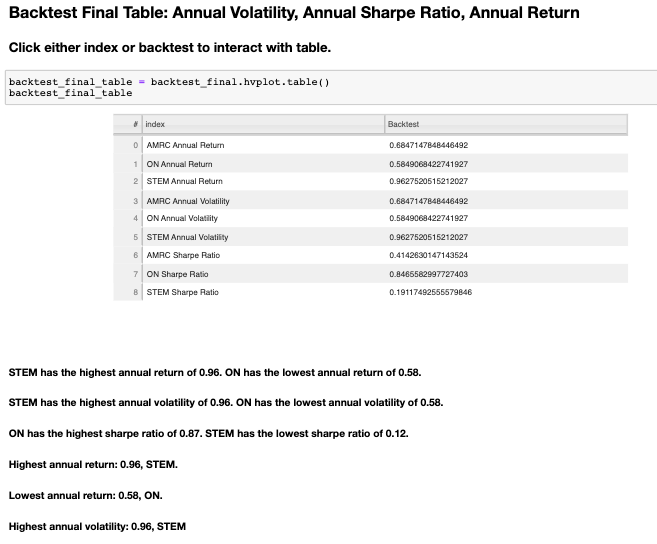 Backtest Final Table: Annual Volatility, Annual Sharpe Ratio, Annual Return
Click either index or backtest to interact with table.
backtest_final_table = backtest_final.hvplot.table()
backtest_final_table
# index Backtest
0 AMRC Annual Return 0.6847147848446492
1 ON Annual Return 0.5849068422741927
2 STEM Annual Return 0.9627520515212027
3 AMRC Annual Volatility 0.6847147848446492
4 ON Annual Volatility 0.5849068422741927
5 STEM Annual Volatility 0.9627520515212027
6 AMRC Sharpe Ratio 0.4142630147143524
7 ON Sharpe Ratio 0.8465582997727403
8 STEM Sharpe Ratio 0.19117492555579846
STEM has the highest annual return of 0.96. ON has the lowest annual return of 0.58.
STEM has the highest annual volatility of 0.96. ON has the lowest annual volatility of 0.58.
ON has the highest sharpe ratio of 0.87. STEM has the lowest sharpe ratio of 0.12.
Highest annual return: 0.96, STEM.
Lowest annual return: 0.58, ON.
Highest annual volatility: 0.96, STEM